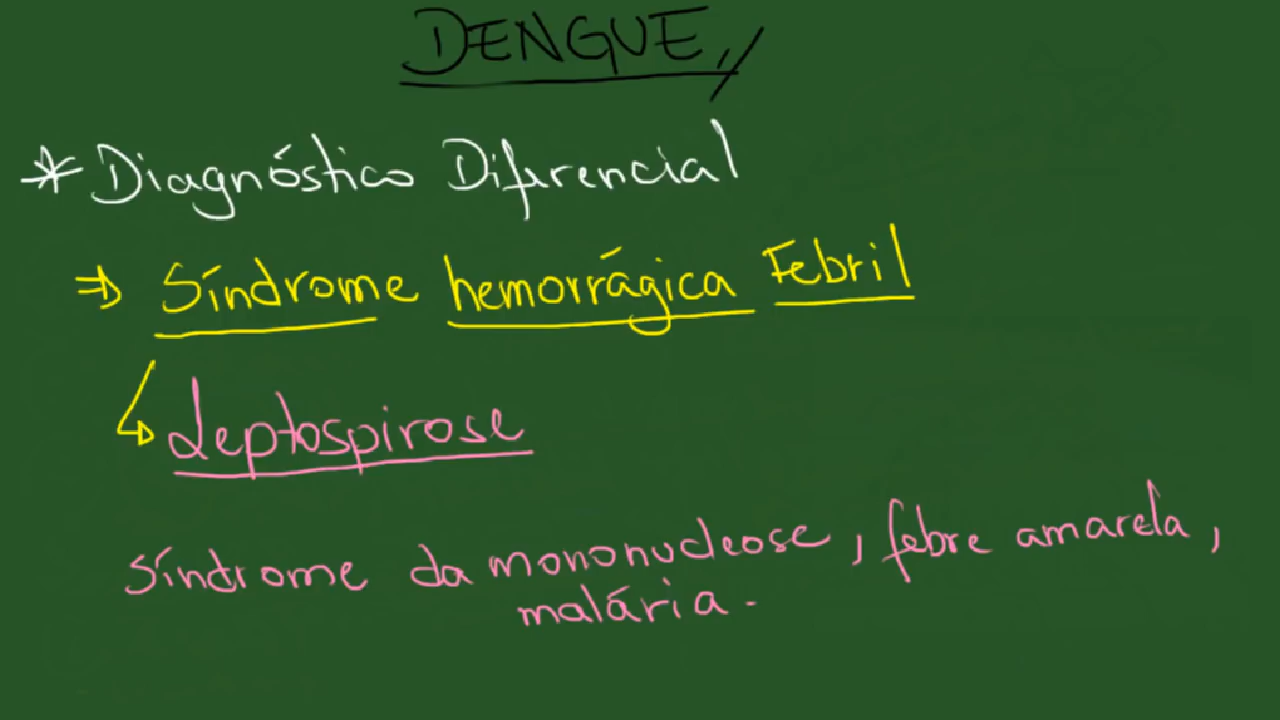 DENGUE,/
* Diagnóstico Diferencial
⇒ Síndrome hemorrágica Febril
↳ Leptospirose
Síndrome da mononucleose, febre amarela,
malária.